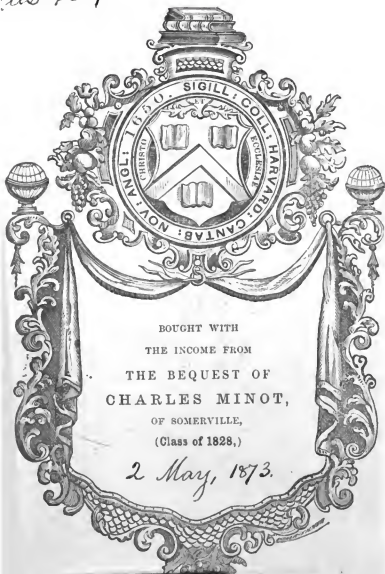 SIGILL: COLL: HARVARD: CANTAB: NOV: ANGL: 1650.
ET
CHRISTO
ECCLESIAE
BOUGHT WITH
THE INCOME FROM
THE BEQUEST OF
CHARLES MINOT,
OF SOMERVILLE,
(Class of 1828,)
2 May, 1873.